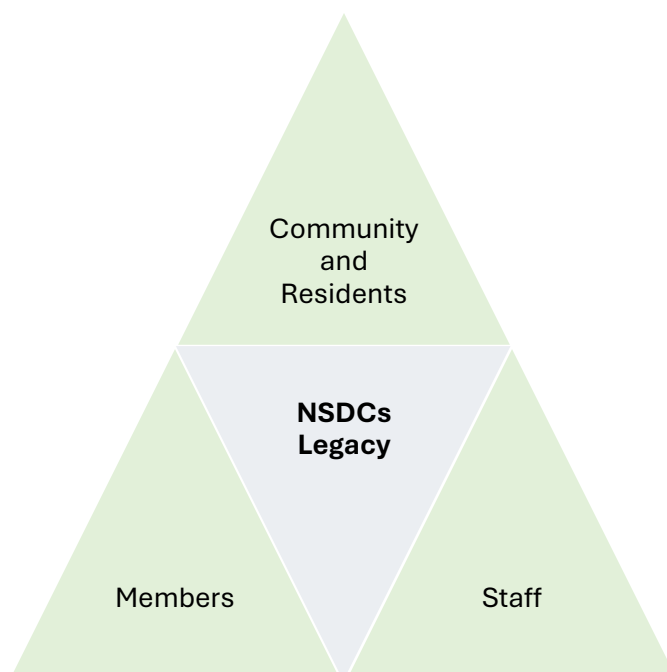 Community
and
Residents
NSDCs
Legacy
Members
Staff